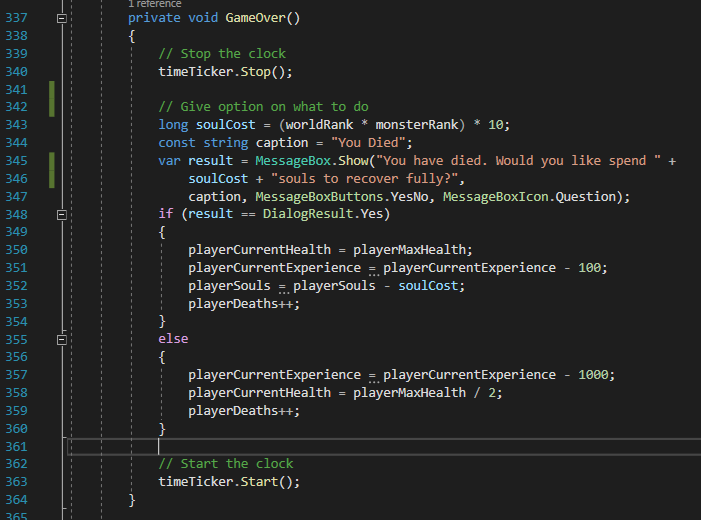 1 reference
337 private void GameOver()
338 {
339 // Stop the clock
340 timeTicker.Stop();
341
342 // Give option on what to do
343 long soulCost = (worldRank * monsterRank) * 10;
344 const string caption = "You Died";
345 var result = MessageBox.Show("You have died. Would you like spend " +
346 soulCost + "souls to recover fully?",
347 caption, MessageBoxButtons.YesNo, MessageBoxIcon.Question);
348 if (result == DialogResult.Yes)
349 {
350 playerCurrentHealth = playerMaxHealth;
351 playerCurrentExperience = playerCurrentExperience - 100;
352 playerSouls = playerSouls - soulCost;
353 playerDeaths++;
354 }
355 else
356 {
357 playerCurrentExperience = playerCurrentExperience - 1000;
358 playerCurrentHealth = playerMaxHealth / 2;
359 playerDeaths++;
360 }
361
362 // Start the clock
363 timeTicker.Start();
364 }
365